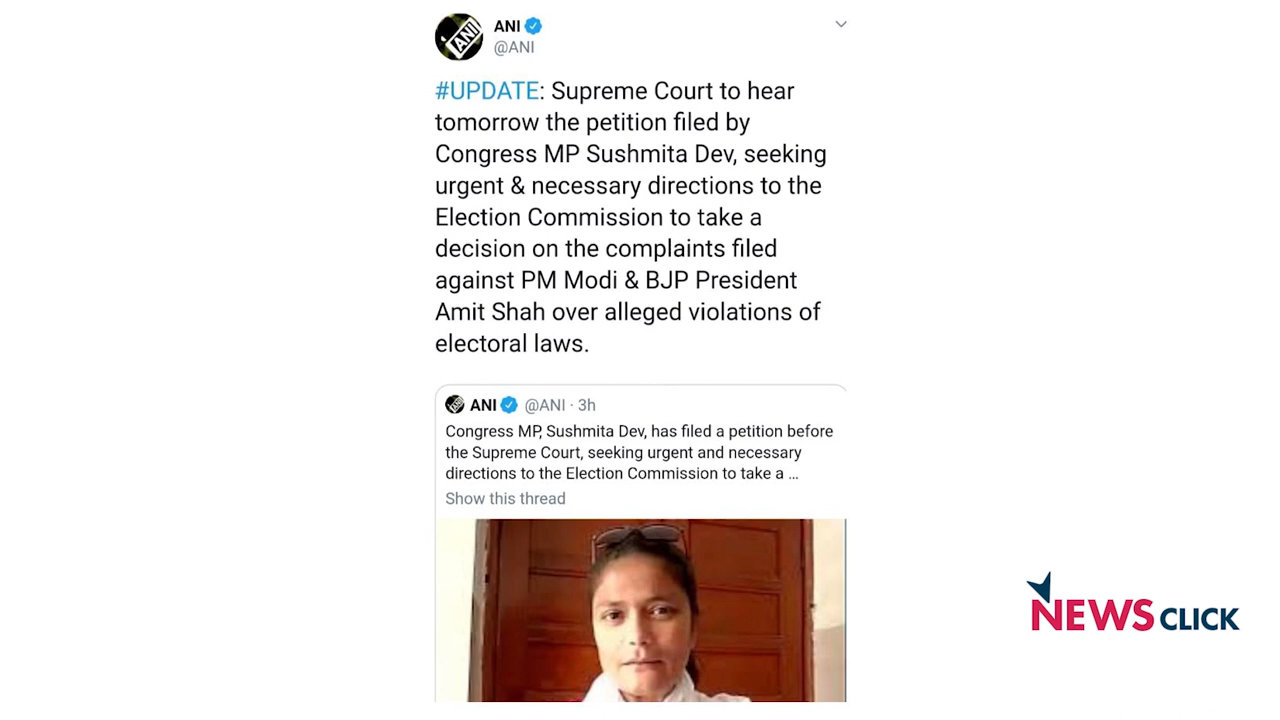 ANI
@ANI
#UPDATE: Supreme Court to hear
tomorrow the petition filed by
Congress MP Sushmita Dev, seeking
urgent & necessary directions to the
Election Commission to take a
decision on the complaints filed
against PM Modi & BJP President
Amit Shah over alleged violations of
electoral laws.
ANI @ANI · 3h
Congress MP, Sushmita Dev, has filed a petition before
the Supreme Court, seeking urgent and necessary
directions to the Election Commission to take a ...
Show this thread
NEWS CLICK